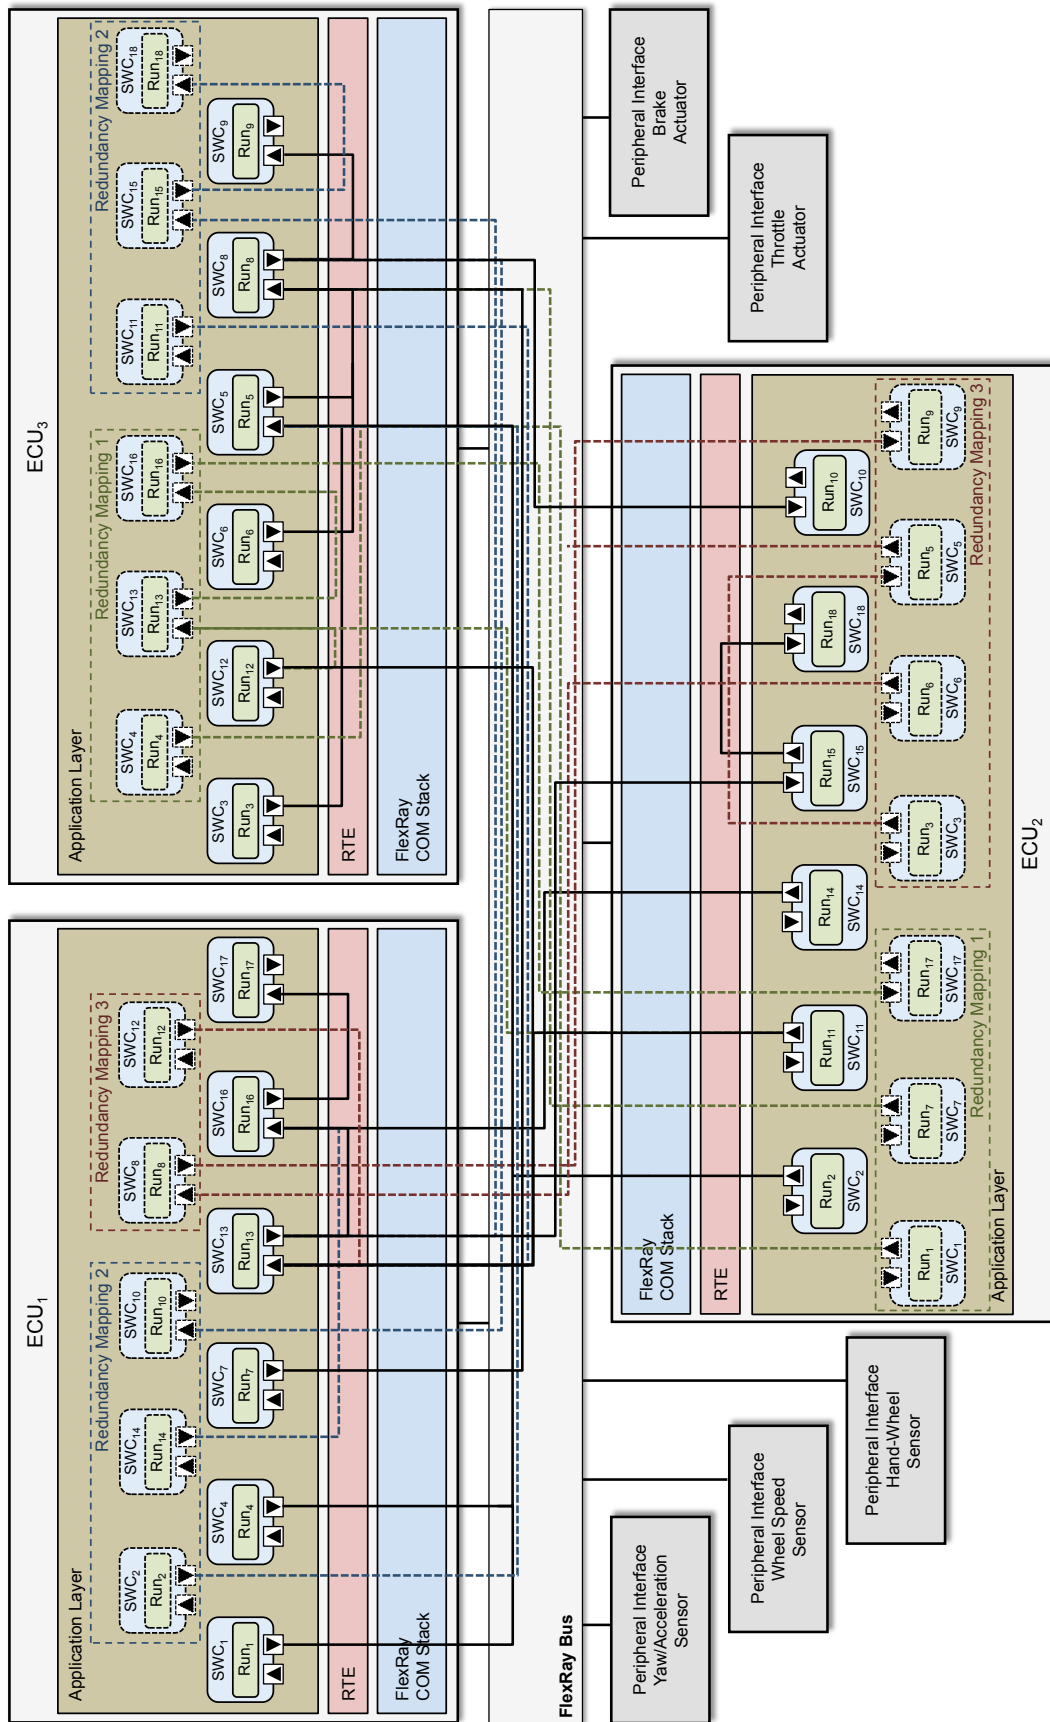 ECU1
Application Layer
Redundancy Mapping 2
Redundancy Mapping 3
SWC2
Run2
SWC14
Run14
SWC10
Run10
SWC8
Run8
SWC12
Run12
SWC1
Run1
SWC4
Run4
SWC7
Run7
SWC13
Run13
SWC16
Run16
SWC17
Run17
RTE
FlexRay
COM Stack
ECU3
Application Layer
Redundancy Mapping 1
Redundancy Mapping 2
SWC4
Run4
SWC13
Run13
SWC16
Run16
SWC11
Run11
SWC15
Run15
SWC18
Run18
SWC3
Run3
SWC12
Run12
SWC6
Run6
SWC5
Run5
SWC8
Run8
SWC9
Run9
RTE
FlexRay
COM Stack
FlexRay Bus
Peripheral Interface
Yaw/Acceleration
Sensor
Peripheral Interface
Wheel Speed
Sensor
Peripheral Interface
Hand-Wheel
Sensor
Peripheral Interface
Brake
Actuator
Peripheral Interface
Throttle
Actuator
FlexRay
COM Stack
RTE
Run2
SWC2
Run11
SWC11
Run14
SWC14
Run15
SWC15
Run18
SWC18
Run10
SWC10
Run1
SWC1
Run7
SWC7
Run17
SWC17
Run3
SWC3
Run6
SWC6
Run5
SWC5
Run9
SWC9
Redundancy Mapping 1
Redundancy Mapping 3
Application Layer
ECU2